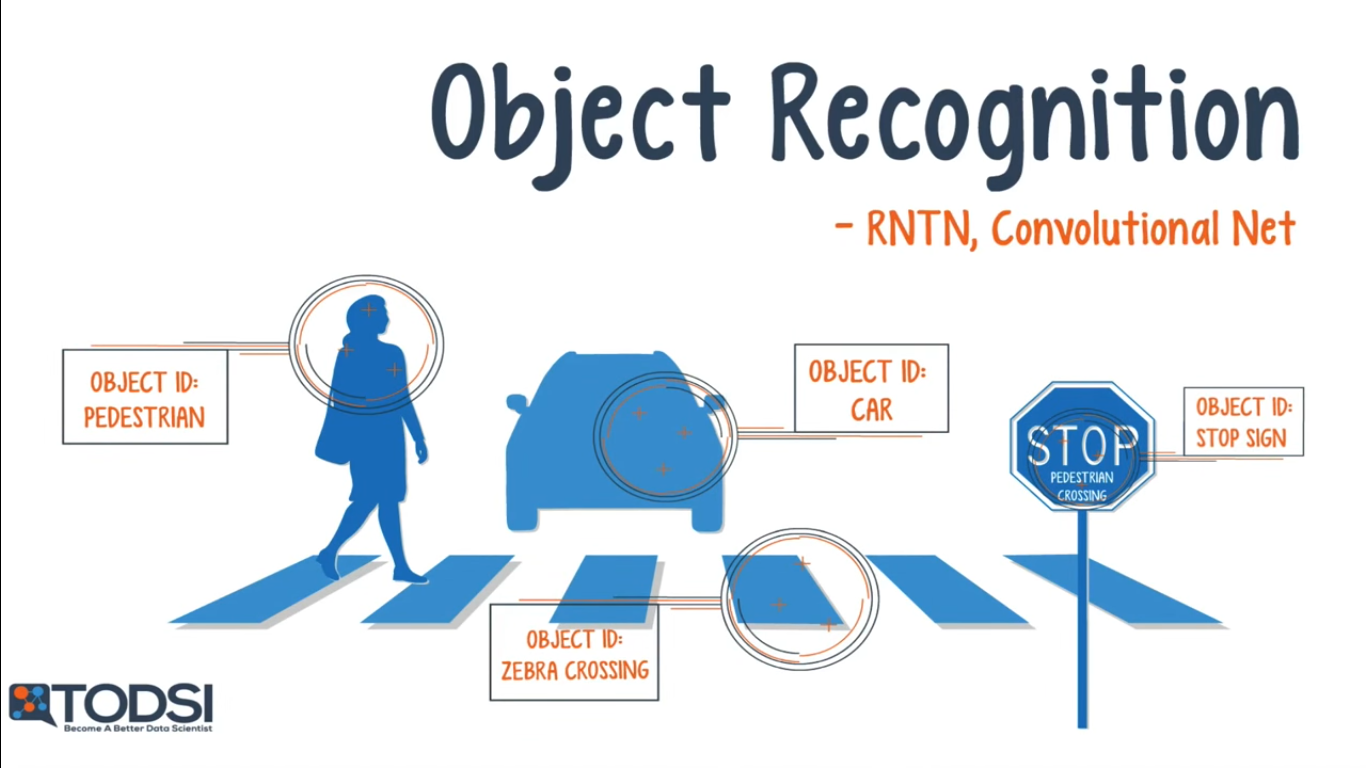 Object Recognition
- RNTN, Convolutional Net
OBJECT ID:
PEDESTRIAN
OBJECT ID:
CAR
STOP
PEDESTRIAN
CROSSING
OBJECT ID:
STOP SIGN
OBJECT ID:
ZEBRA CROSSING
TODSI
Become A Better Data Scientist